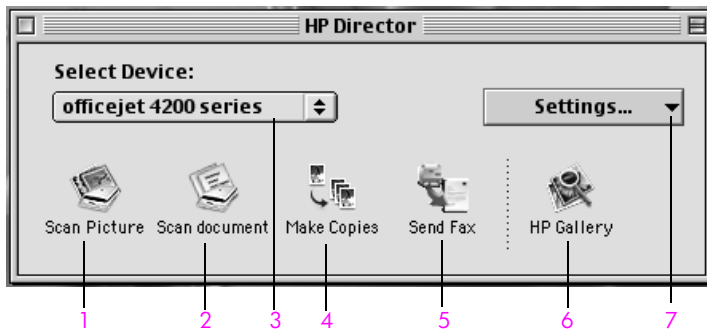 HP Director
Select Device:
officejet 4200 series
Settings...
Scan Picture Scan document Make Copies Send Fax HP Gallery
1 2 3 4 5 6 7